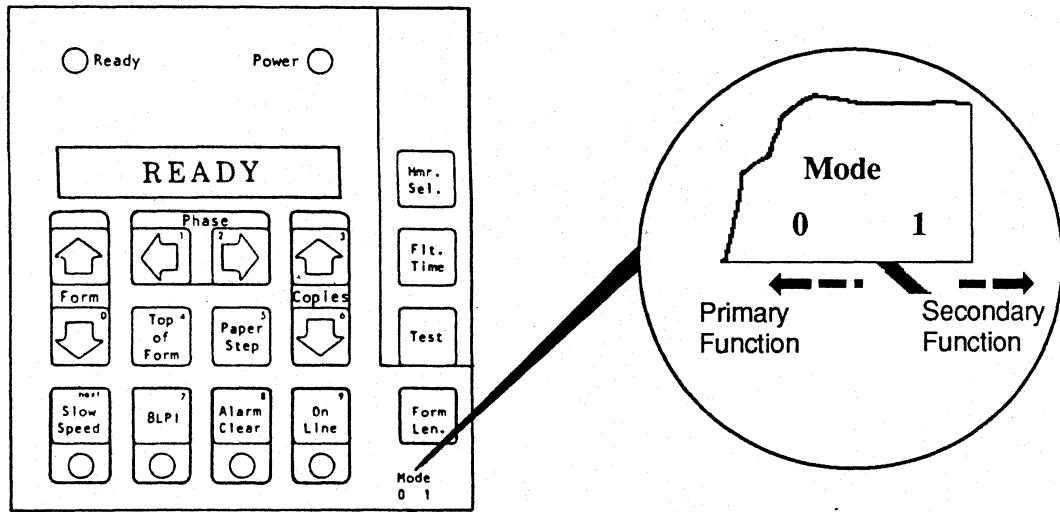 Ready
Power
READY
Hmr.
Sel.
Phase
1
2
3
Flt.
Time
Form
Copies
0
Top
of
Form
4
Paper
Step
5
6
Test
next
Slow
Speed
7
8LPI
8
Alarm
Clear
9
On
Line
Form
Len.
Mode
0 1
Mode
0 1
Primary
Function
Secondary
Function